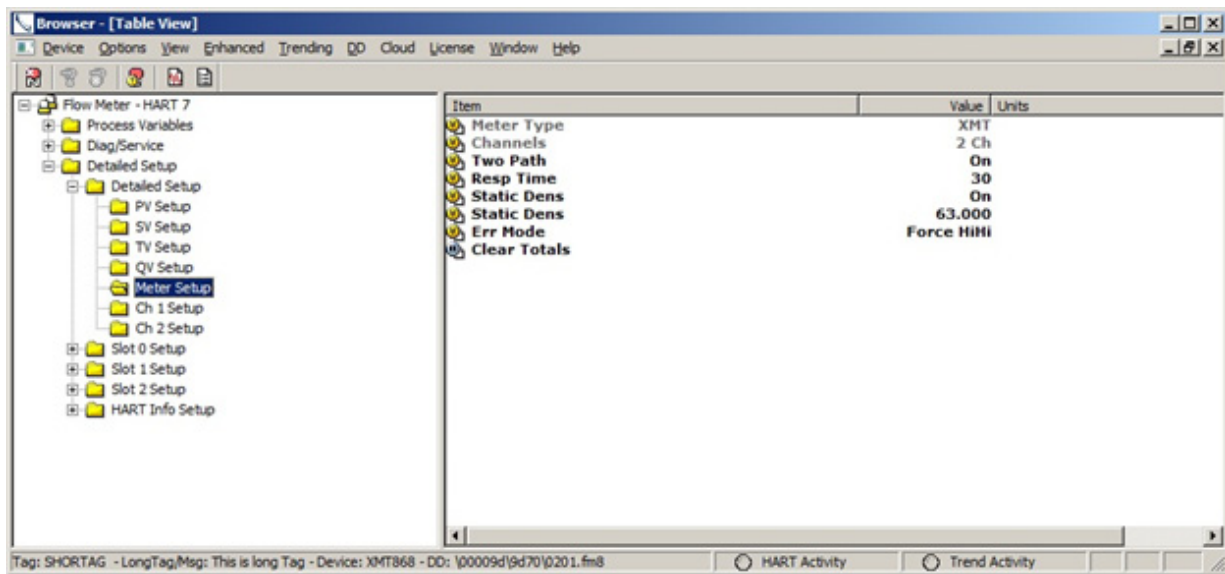 Browser - [Table View]
Device Options View Enhanced Trending DD Cloud License Window Help
Flow Meter - HART 7
Process Variables
Diag/Service
Detailed Setup
Detailed Setup
PV Setup
SV Setup
TV Setup
QV Setup
Meter Setup
Ch 1 Setup
Ch 2 Setup
Slot 0 Setup
Slot 1 Setup
Slot 2 Setup
HART Info Setup
Item Value Units
Meter Type XMT
Channels 2 Ch
Two Path On
Resp Time 30
Static Dens On
Static Dens 63.000
Err Mode Force HiHi
Clear Totals
Tag: SHORTAG - LongTag/Msg: This is long Tag - Device: XMT868 - DD: \00009d\9d70\0201.fm8 HART Activity Trend Activity